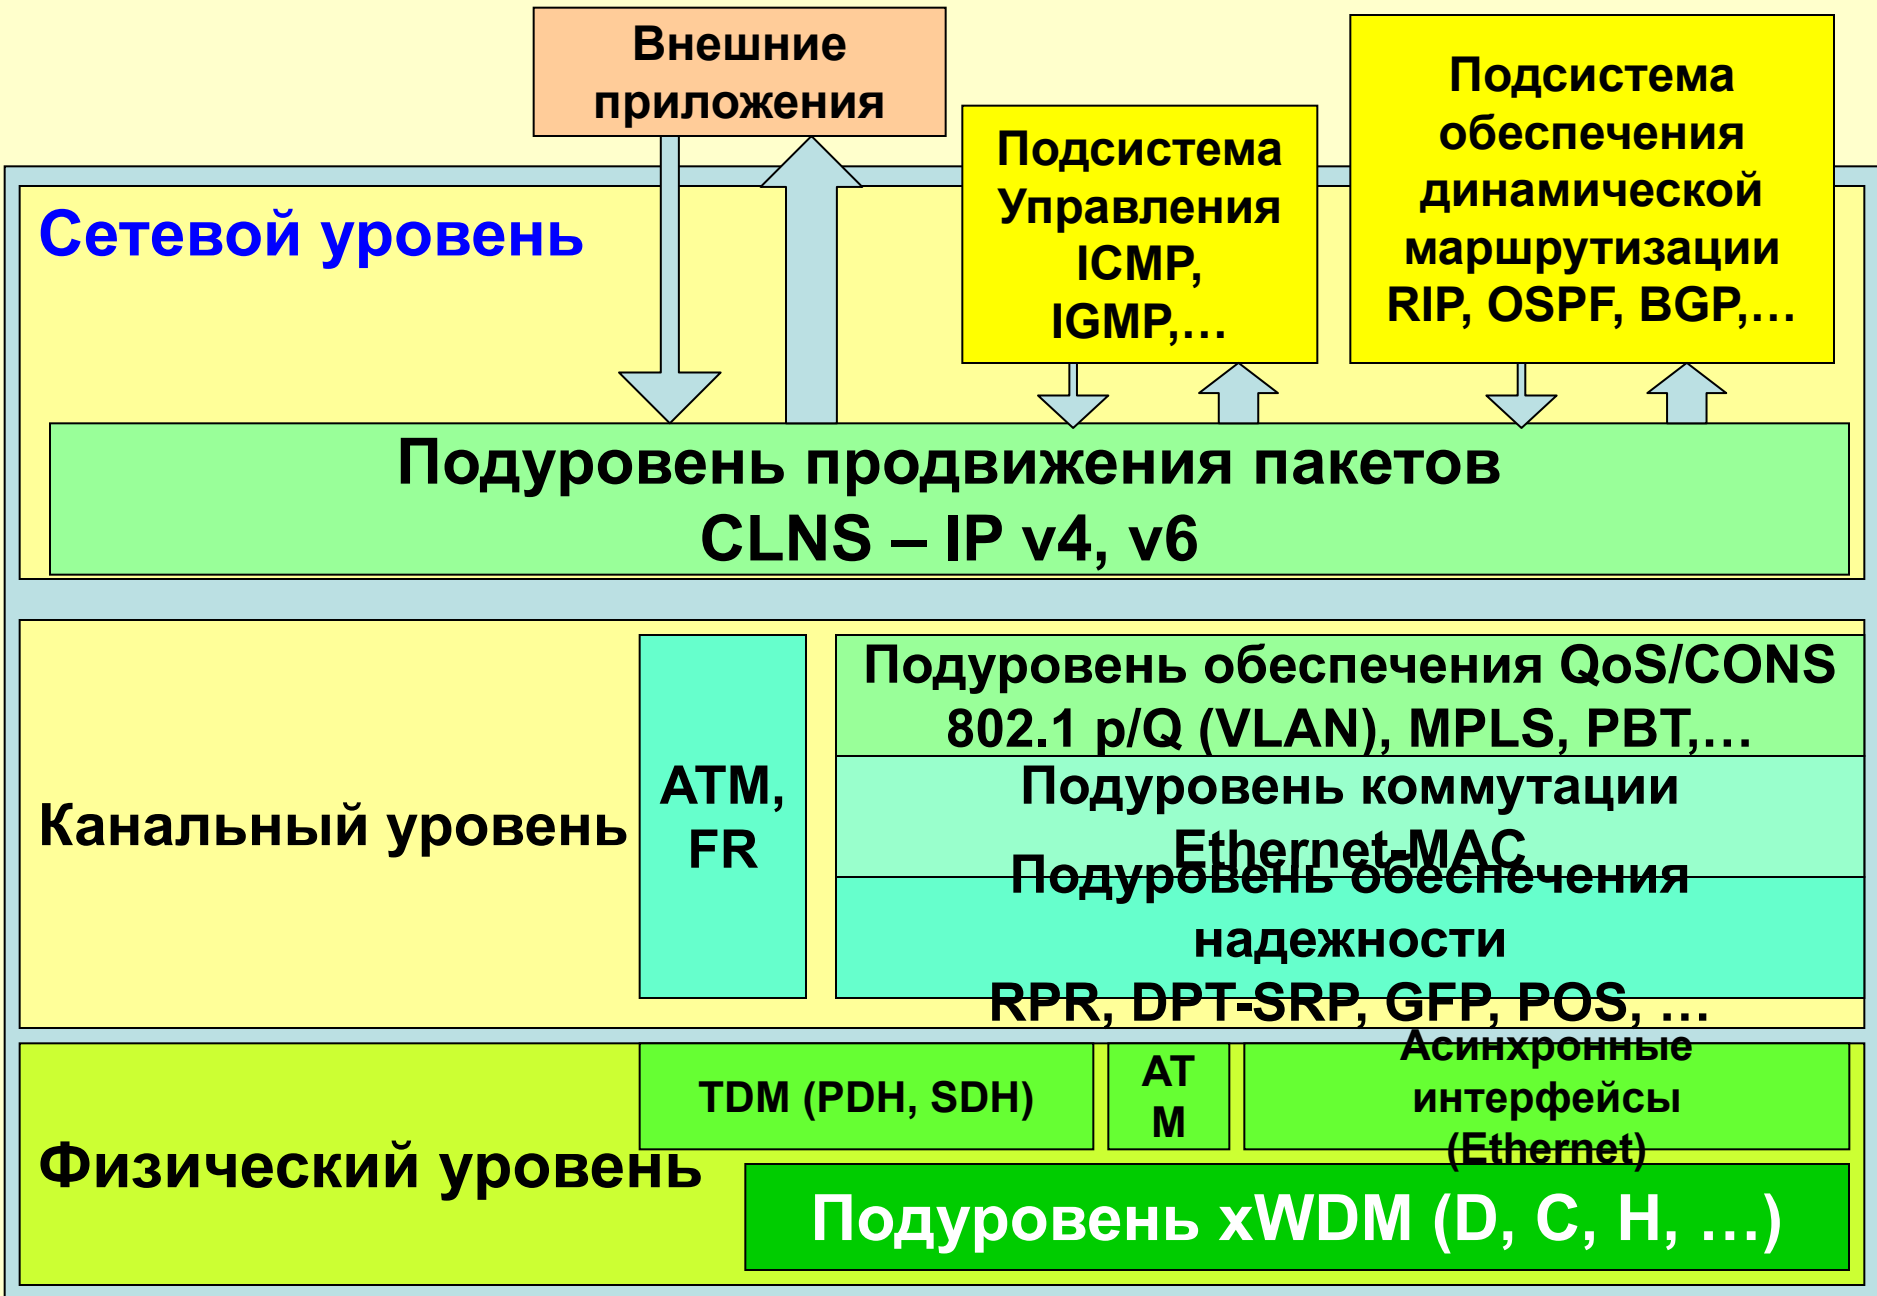 Внешние
приложения
Подсистема
Управления
ICMP,
IGMP,…
Подсистема
обеспечения
динамической
маршрутизации
RIP, OSPF, BGP,…
Сетевой уровень
Подуровень продвижения пакетов
CLNS – IP v4, v6
Канальный уровень
ATM,
FR
Подуровень обеспечения QoS/CONS
802.1 p/Q (VLAN), MPLS, PBT,…
Подуровень коммутации
Ethernet-MAC
Подуровень обеспечения
надежности
RPR, DPT-SRP, GFP, POS, …
Физический уровень
TDM (PDH, SDH)
AT
M
Асинхронные
интерфейсы
(Ethernet)
Подуровень xWDM (D, C, H, …)